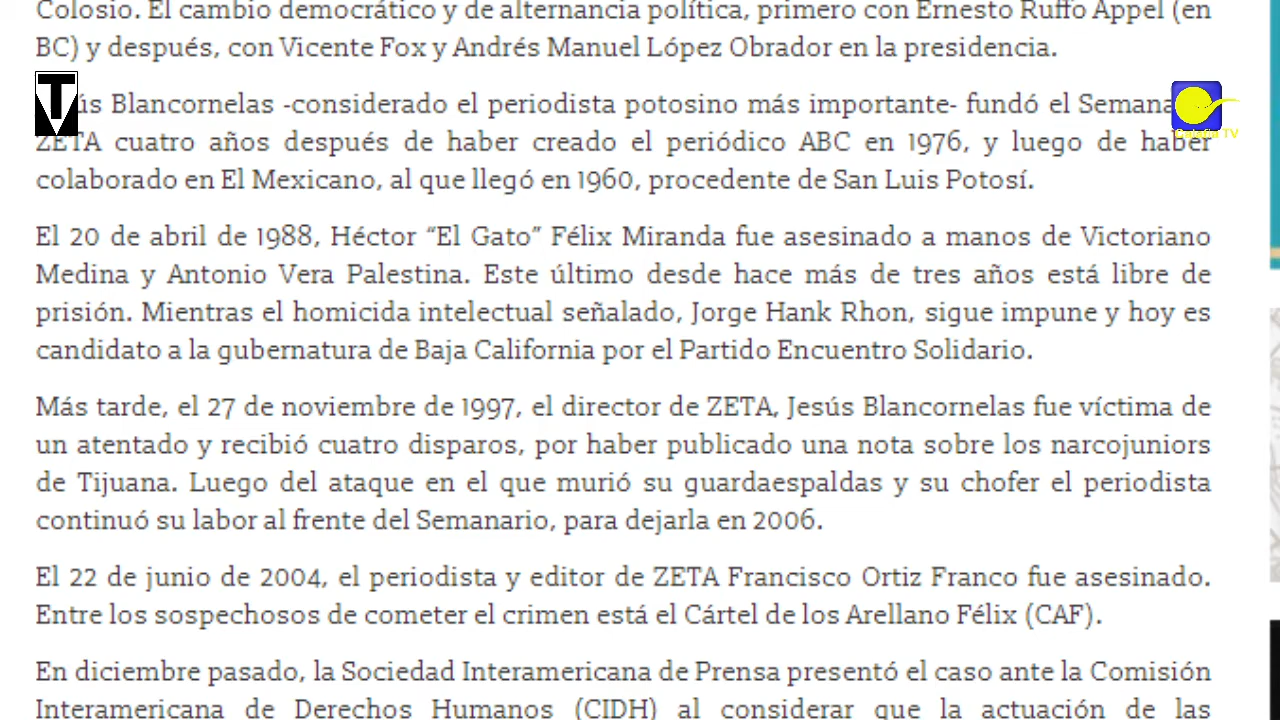 Colosio. El cambio democrático y de alternancia política, primero con Ernesto Ruffo Appel (en
BC) y después, con Vicente Fox y Andrés Manuel López Obrador en la presidencia.
T
ús Blancornelas -considerado el periodista potosino más importante- fundó el Semana
ZETA cuatro años después de haber creado el periódico ABC en 1976, y luego de haber
colaborado en El Mexicano, al que llegó en 1960, procedente de San Luis Potosí.
El 20 de abril de 1988, Héctor “El Gato” Félix Miranda fue asesinado a manos de Victoriano
Medina y Antonio Vera Palestina. Este último desde hace más de tres años está libre de
prisión. Mientras el homicida intelectual señalado, Jorge Hank Rhon, sigue impune y hoy es
candidato a la gubernatura de Baja California por el Partido Encuentro Solidario.
Más tarde, el 27 de noviembre de 1997, el director de ZETA, Jesús Blancornelas fue víctima de
un atentado y recibió cuatro disparos, por haber publicado una nota sobre los narcojuniors
de Tijuana. Luego del ataque en el que murió su guardaespaldas y su chofer el periodista
continuó su labor al frente del Semanario, para dejarla en 2006.
El 22 de junio de 2004, el periodista y editor de ZETA Francisco Ortiz Franco fue asesinado.
Entre los sospechosos de cometer el crimen está el Cártel de los Arellano Félix (CAF).
En diciembre pasado, la Sociedad Interamericana de Prensa presentó el caso ante la Comisión
Interamericana de Derechos Humanos (CIDH) al considerar que la actuación de las